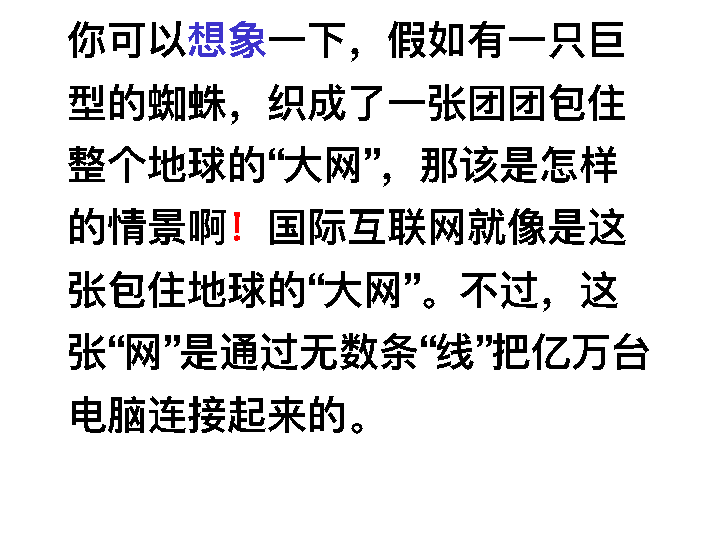 你可以想象一下，假如有一只巨
型的蜘蛛，织成了一张团团包住
整个地球的“大网”，那该是怎样
的情景啊！国际互联网就像是这
张包住地球的“大网”。不过，这
张“网”是通过无数条“线”把亿万台
电脑连接起来的。